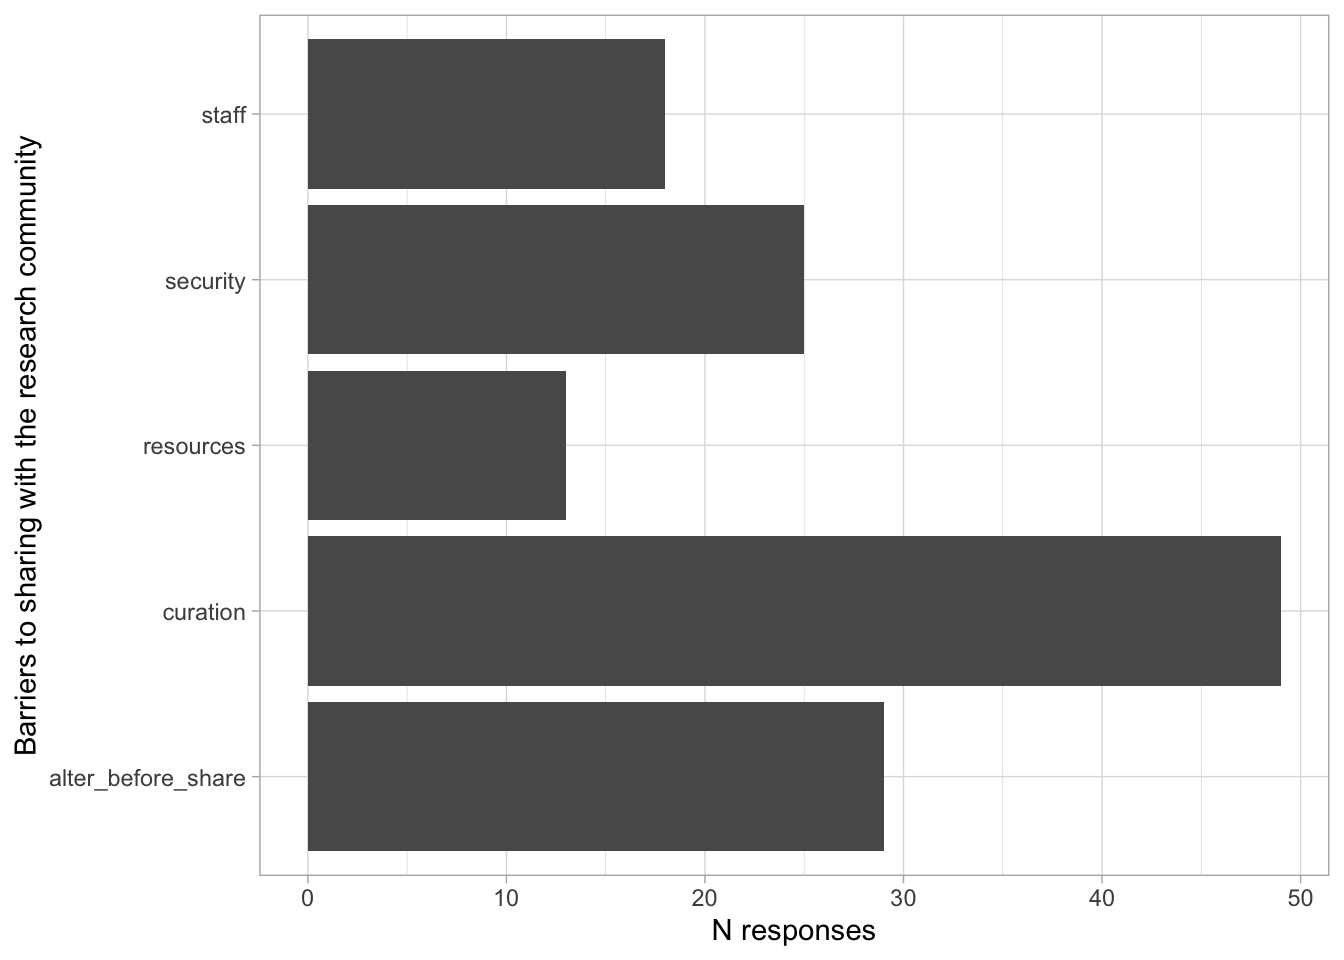 Barriers to sharing with the research community
staff
security
resources
curation
alter_before_share
0 10 20 30 40 50
N responses